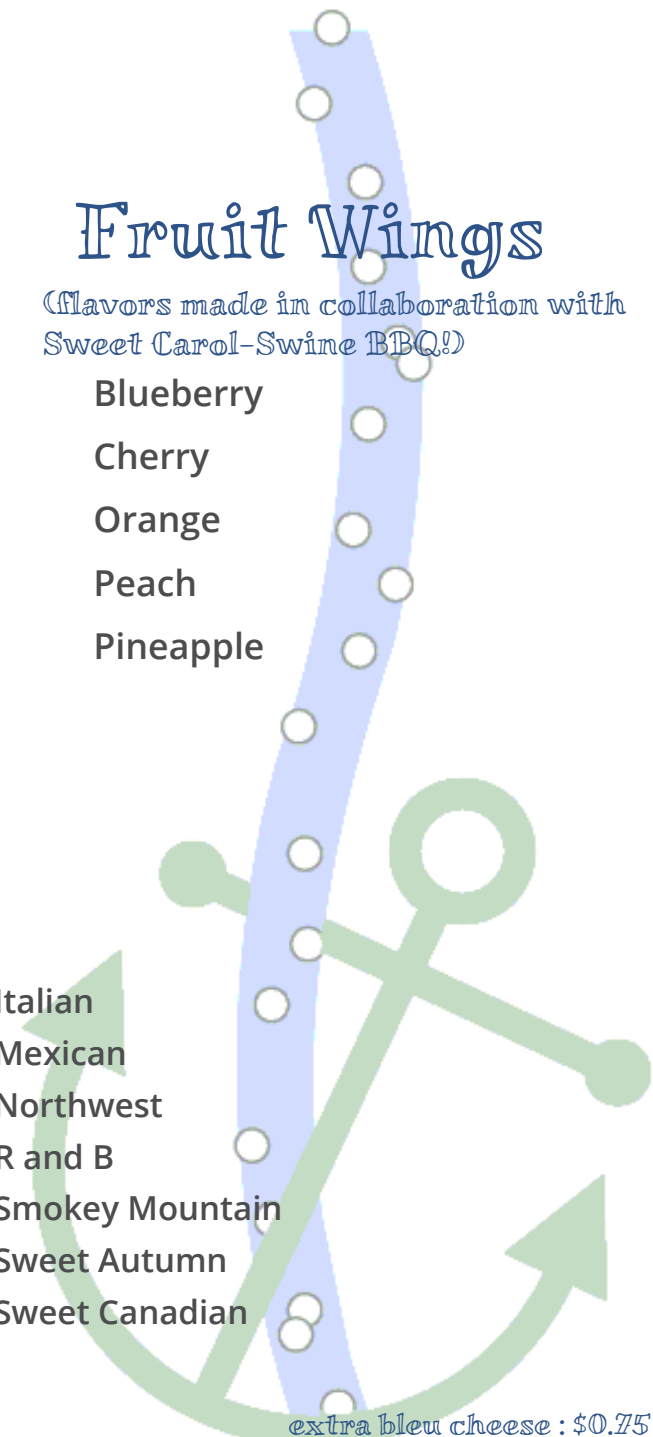 Fruit Wings
(flavors made in collaboration with
Sweet Carol-Swine BBQ!)
Blueberry
Cherry
Orange
Peach
Pineapple
Italian
Mexican
Northwest
R and B
Smokey Mountain
Sweet Autumn
Sweet Canadian
extra bleu cheese : $0.75